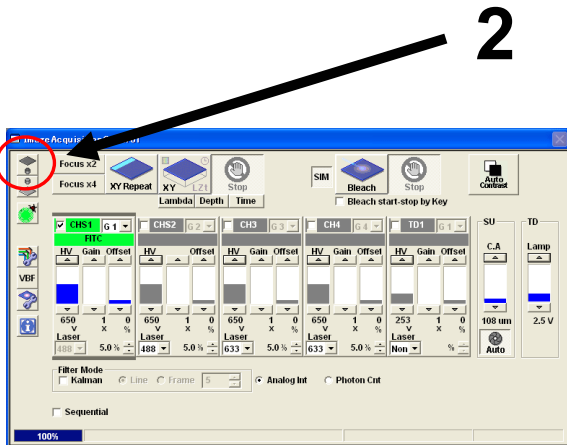 2
Image Acquisition Control
Focus x2
Focus x4
XY Repeat
XY
LZt
Stop
Lambda Depth Time
SIM
Bleach
Stop
Bleach start-stop by Key
Auto
Contrast
VBF
CHS1 G 1
FITC
HV Gain Offset
650 1 0
V X %
Laser
488 5.0 %
CHS2 G 2
HV Gain Offset
650 1 0
V X %
Laser
488 5.0 %
CH3 G 3
HV Gain Offset
650 1 0
V X %
Laser
633 5.0 %
CH4 G 4
HV Gain Offset
650 1 0
V X %
Laser
633 5.0 %
TD1 G 1
HV Gain Offset
253 1 0
V X %
Laser
Non %
SU
C.A
108 um
Auto
TD
Lamp
2.5 V
Filter Mode
Kalman Line Frame 5 Analog Int Photon Cnt
Sequential
100%